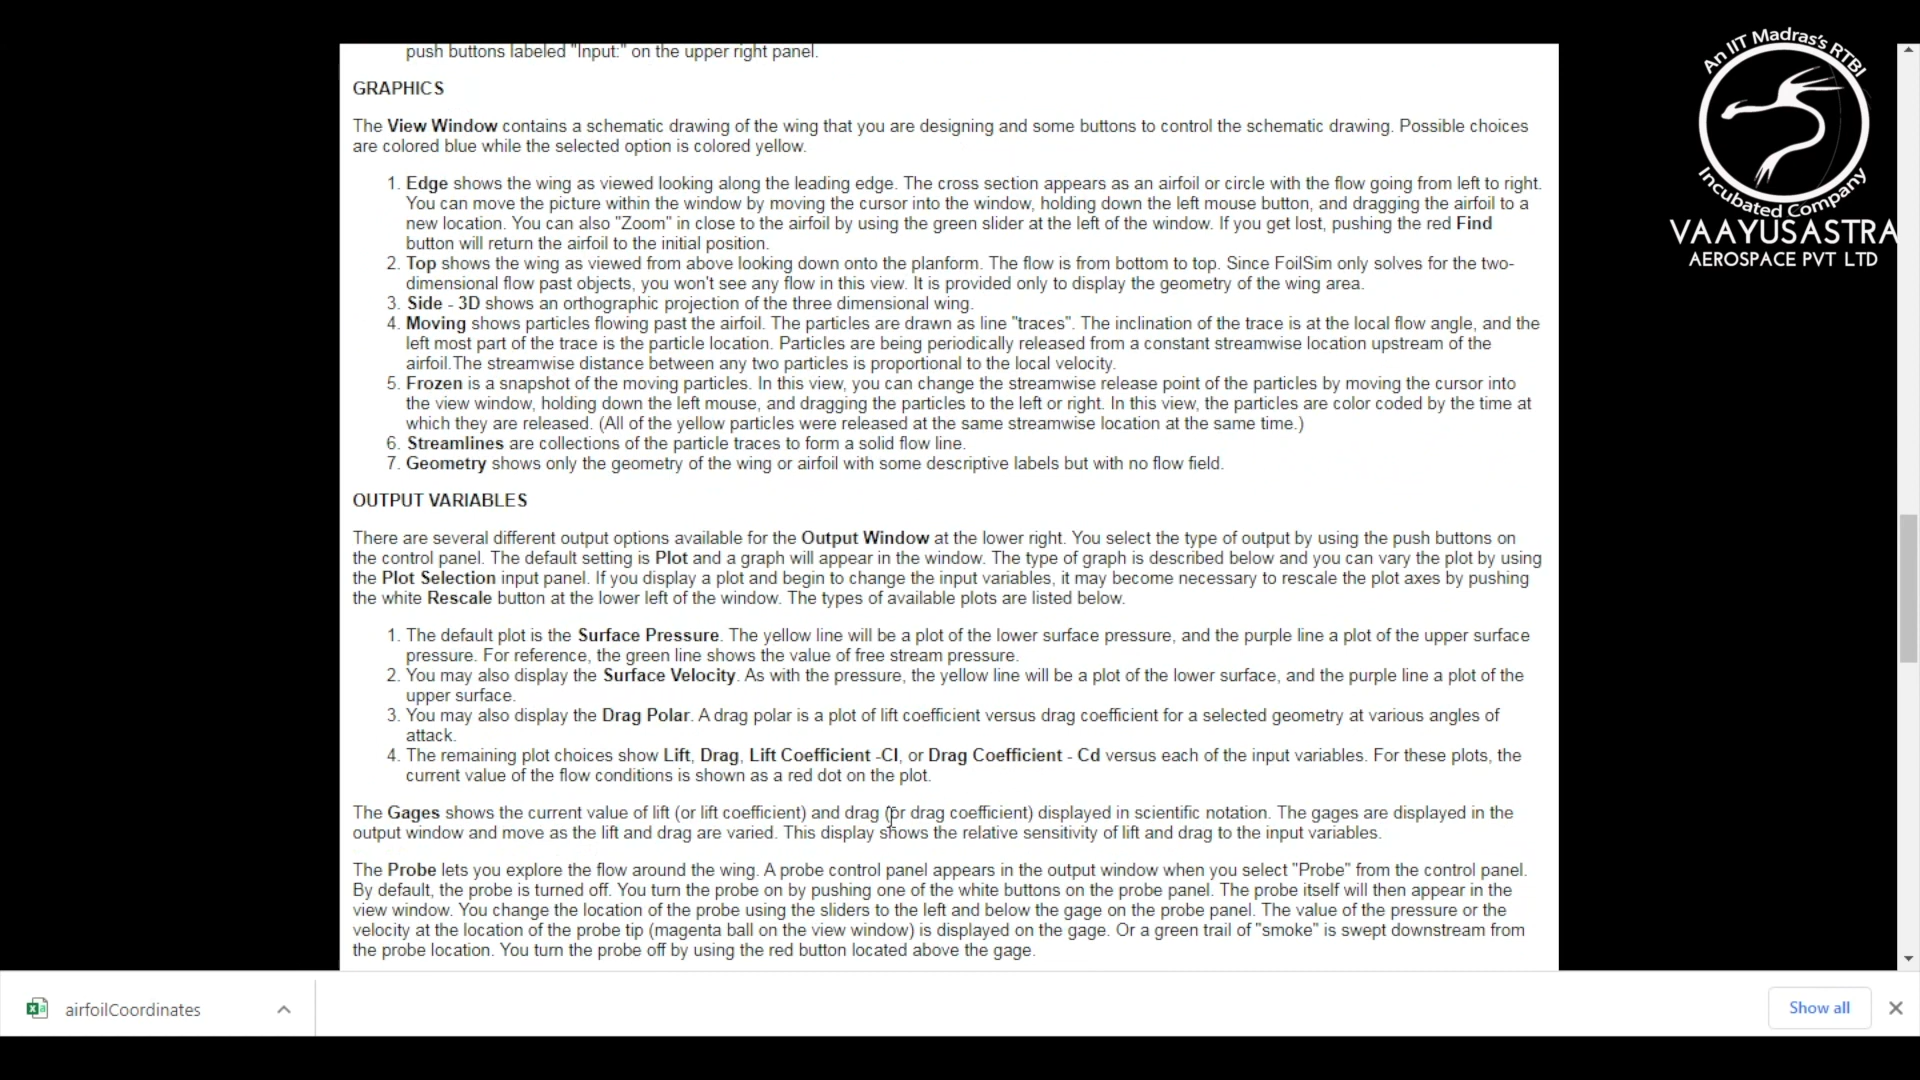 push buttons labeled "Input:" on the upper right panel.
GRAPHICS
The View Window contains a schematic drawing of the wing that you are designing and some buttons to control the schematic drawing. Possible choices
are colored blue while the selected option is colored yellow.
1. Edge shows the wing as viewed looking along the leading edge. The cross section appears as an airfoil or circle with the flow going from left to right.
You can move the picture within the window by moving the cursor into the window, holding down the left mouse button, and dragging the airfoil to a
new location. You can also "Zoom" in close to the airfoil by using the green slider at the left of the window. If you get lost, pushing the red Find
button will return the airfoil to the initial position.
2. Top shows the wing as viewed from above looking down onto the planform. The flow is from bottom to top. Since FoilSim only solves for the two-
dimensional flow past objects, you won't see any flow in this view. It is provided only to display the geometry of the wing area.
3. Side - 3D shows an orthographic projection of the three dimensional wing.
4. Moving shows particles flowing past the airfoil. The particles are drawn as line "traces". The inclination of the trace is at the local flow angle, and the
left most part of the trace is the particle location. Particles are being periodically released from a constant streamwise location upstream of the
airfoil.The streamwise distance between any two particles is proportional to the local velocity.
5. Frozen is a snapshot of the moving particles. In this view, you can change the streamwise release point of the particles by moving the cursor into
the view window, holding down the left mouse, and dragging the particles to the left or right. In this view, the particles are color coded by the time at
which they are released. (All of the yellow particles were released at the same streamwise location at the same time.)
6. Streamlines are collections of the particle traces to form a solid flow line.
7. Geometry shows only the geometry of the wing or airfoil with some descriptive labels but with no flow field.
OUTPUT VARIABLES
There are several different output options available for the Output Window at the lower right. You select the type of output by using the push buttons on
the control panel. The default setting is Plot and a graph will appear in the window. The type of graph is described below and you can vary the plot by using
the Plot Selection input panel. If you display a plot and begin to change the input variables, it may become necessary to rescale the plot axes by pushing
the white Rescale button at the lower left of the window. The types of available plots are listed below.
1. The default plot is the Surface Pressure. The yellow line will be a plot of the lower surface pressure, and the purple line a plot of the upper surface
pressure. For reference, the green line shows the value of free stream pressure.
2. You may also display the Surface Velocity. As with the pressure, the yellow line will be a plot of the lower surface, and the purple line a plot of the
upper surface.
3. You may also display the Drag Polar. A drag polar is a plot of lift coefficient versus drag coefficient for a selected geometry at various angles of
attack.
4. The remaining plot choices show Lift, Drag, Lift Coefficient -Cl, or Drag Coefficient - Cd versus each of the input variables. For these plots, the
current value of the flow conditions is shown as a red dot on the plot.
The Gages shows the current value of lift (or lift coefficient) and drag (or drag coefficient) displayed in scientific notation. The gages are displayed in the
output window and move as the lift and drag are varied. This display shows the relative sensitivity of lift and drag to the input variables.
The Probe lets you explore the flow around the wing. A probe control panel appears in the output window when you select "Probe" from the control panel.
By default, the probe is turned off. You turn the probe on by pushing one of the white buttons on the probe panel. The probe itself will then appear in the
view window. You change the location of the probe using the sliders to the left and below the gage on the probe panel. The value of the pressure or the
velocity at the location of the probe tip (magenta ball on the view window) is displayed on the gage. Or a green trail of "smoke" is swept downstream from
the probe location. You turn the probe off by using the red button located above the gage.
An IIT Madras's RTBI
Incubated Company
VAAYUSASTRA
AEROSPACE PVT LTD
airfoilCoordinates
Show all